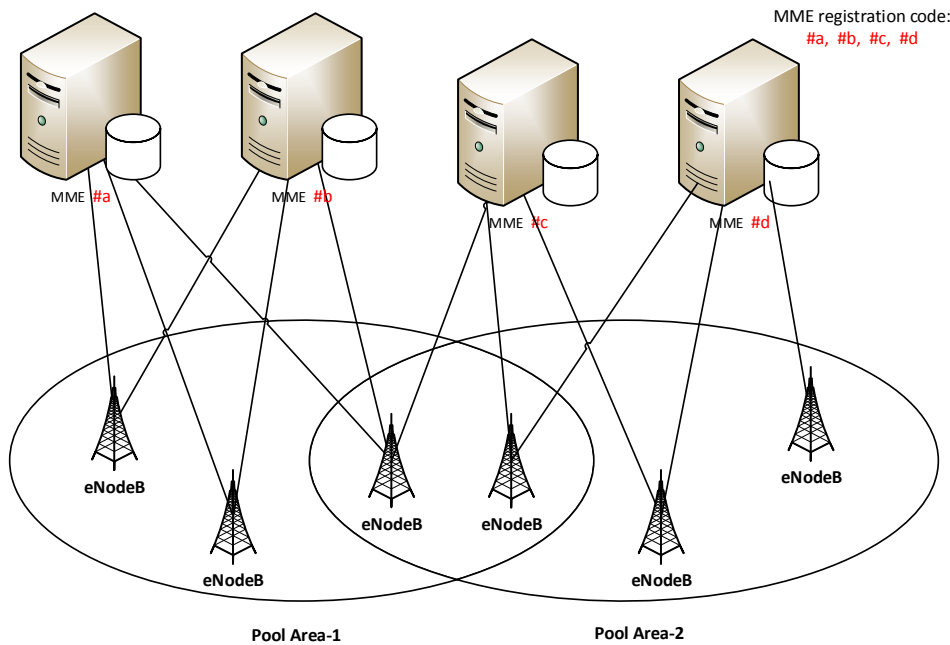 MME registration code:
#a, #b, #c, #d
MME #a
MME #b
MME #c
MME #d
eNodeB
eNodeB
eNodeB
eNodeB
eNodeB
eNodeB
Pool Area-1
Pool Area-2